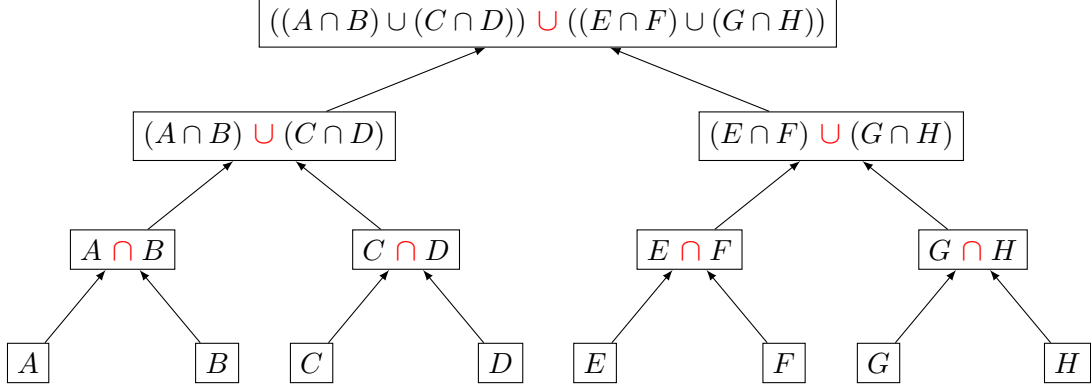 ((A ∩ B) ∪ (C ∩ D)) ∪ ((E ∩ F) ∪ (G ∩ H))
(A ∩ B) ∪ (C ∩ D)
(E ∩ F) ∪ (G ∩ H)
A ∩ B
C ∩ D
E ∩ F
G ∩ H
A
B
C
D
E
F
G
H